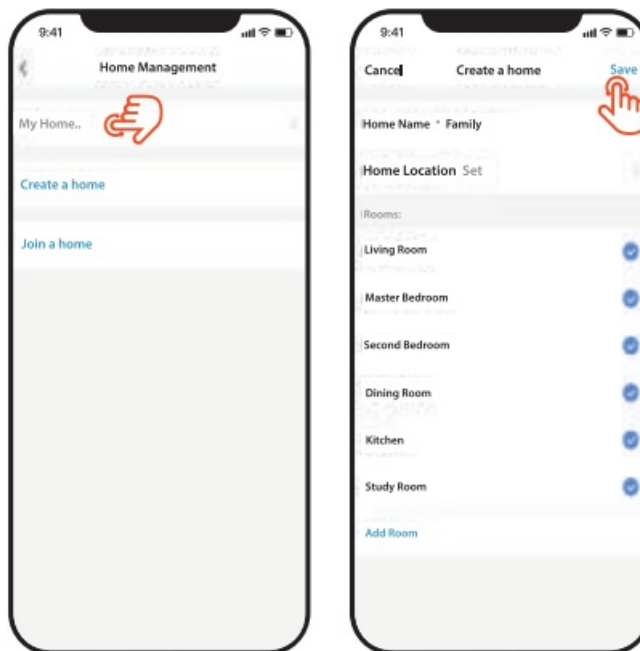 9:41
Home Management
My Home..
Create a home
Join a home
9:41
Cancel
Create a home
Save
Home Name * Family
Home Location Set
Rooms:
Living Room
Master Bedroom
Second Bedroom
Dining Room
Kitchen
Study Room
Add Room